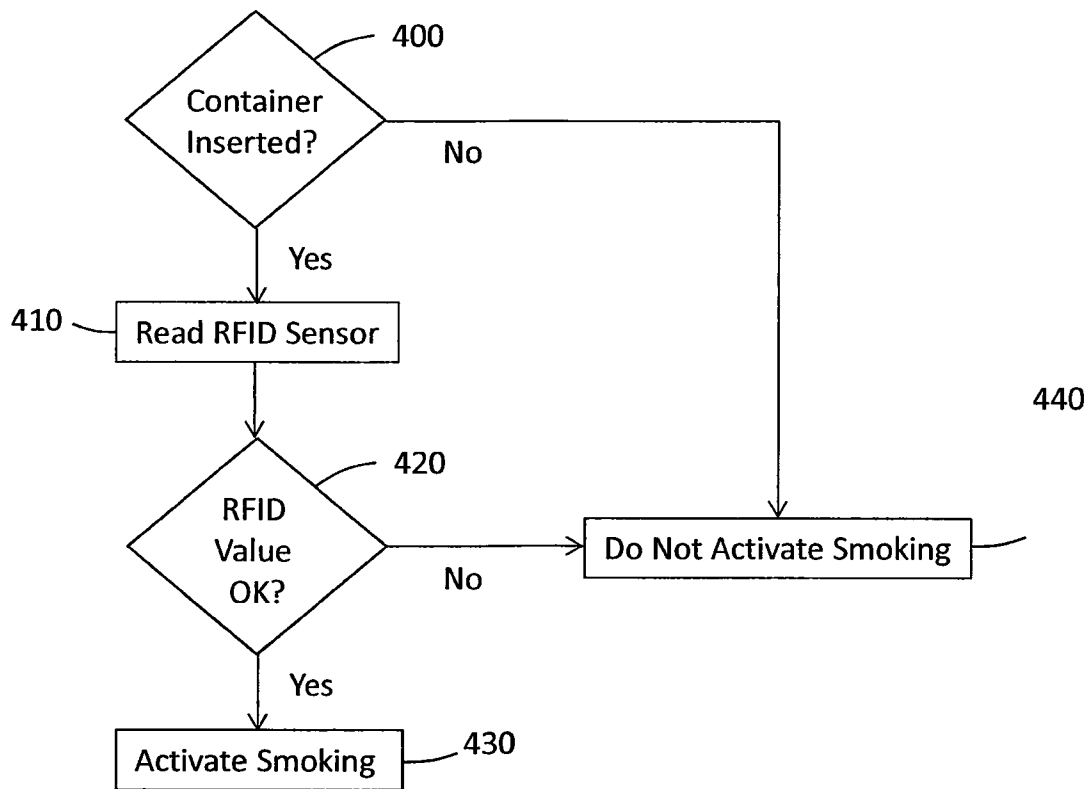 400
Container
Inserted?
No
Yes
410
Read RFID Sensor
440
420
RFID
Value
OK?
No
Do Not Activate Smoking
Yes
Activate Smoking
430